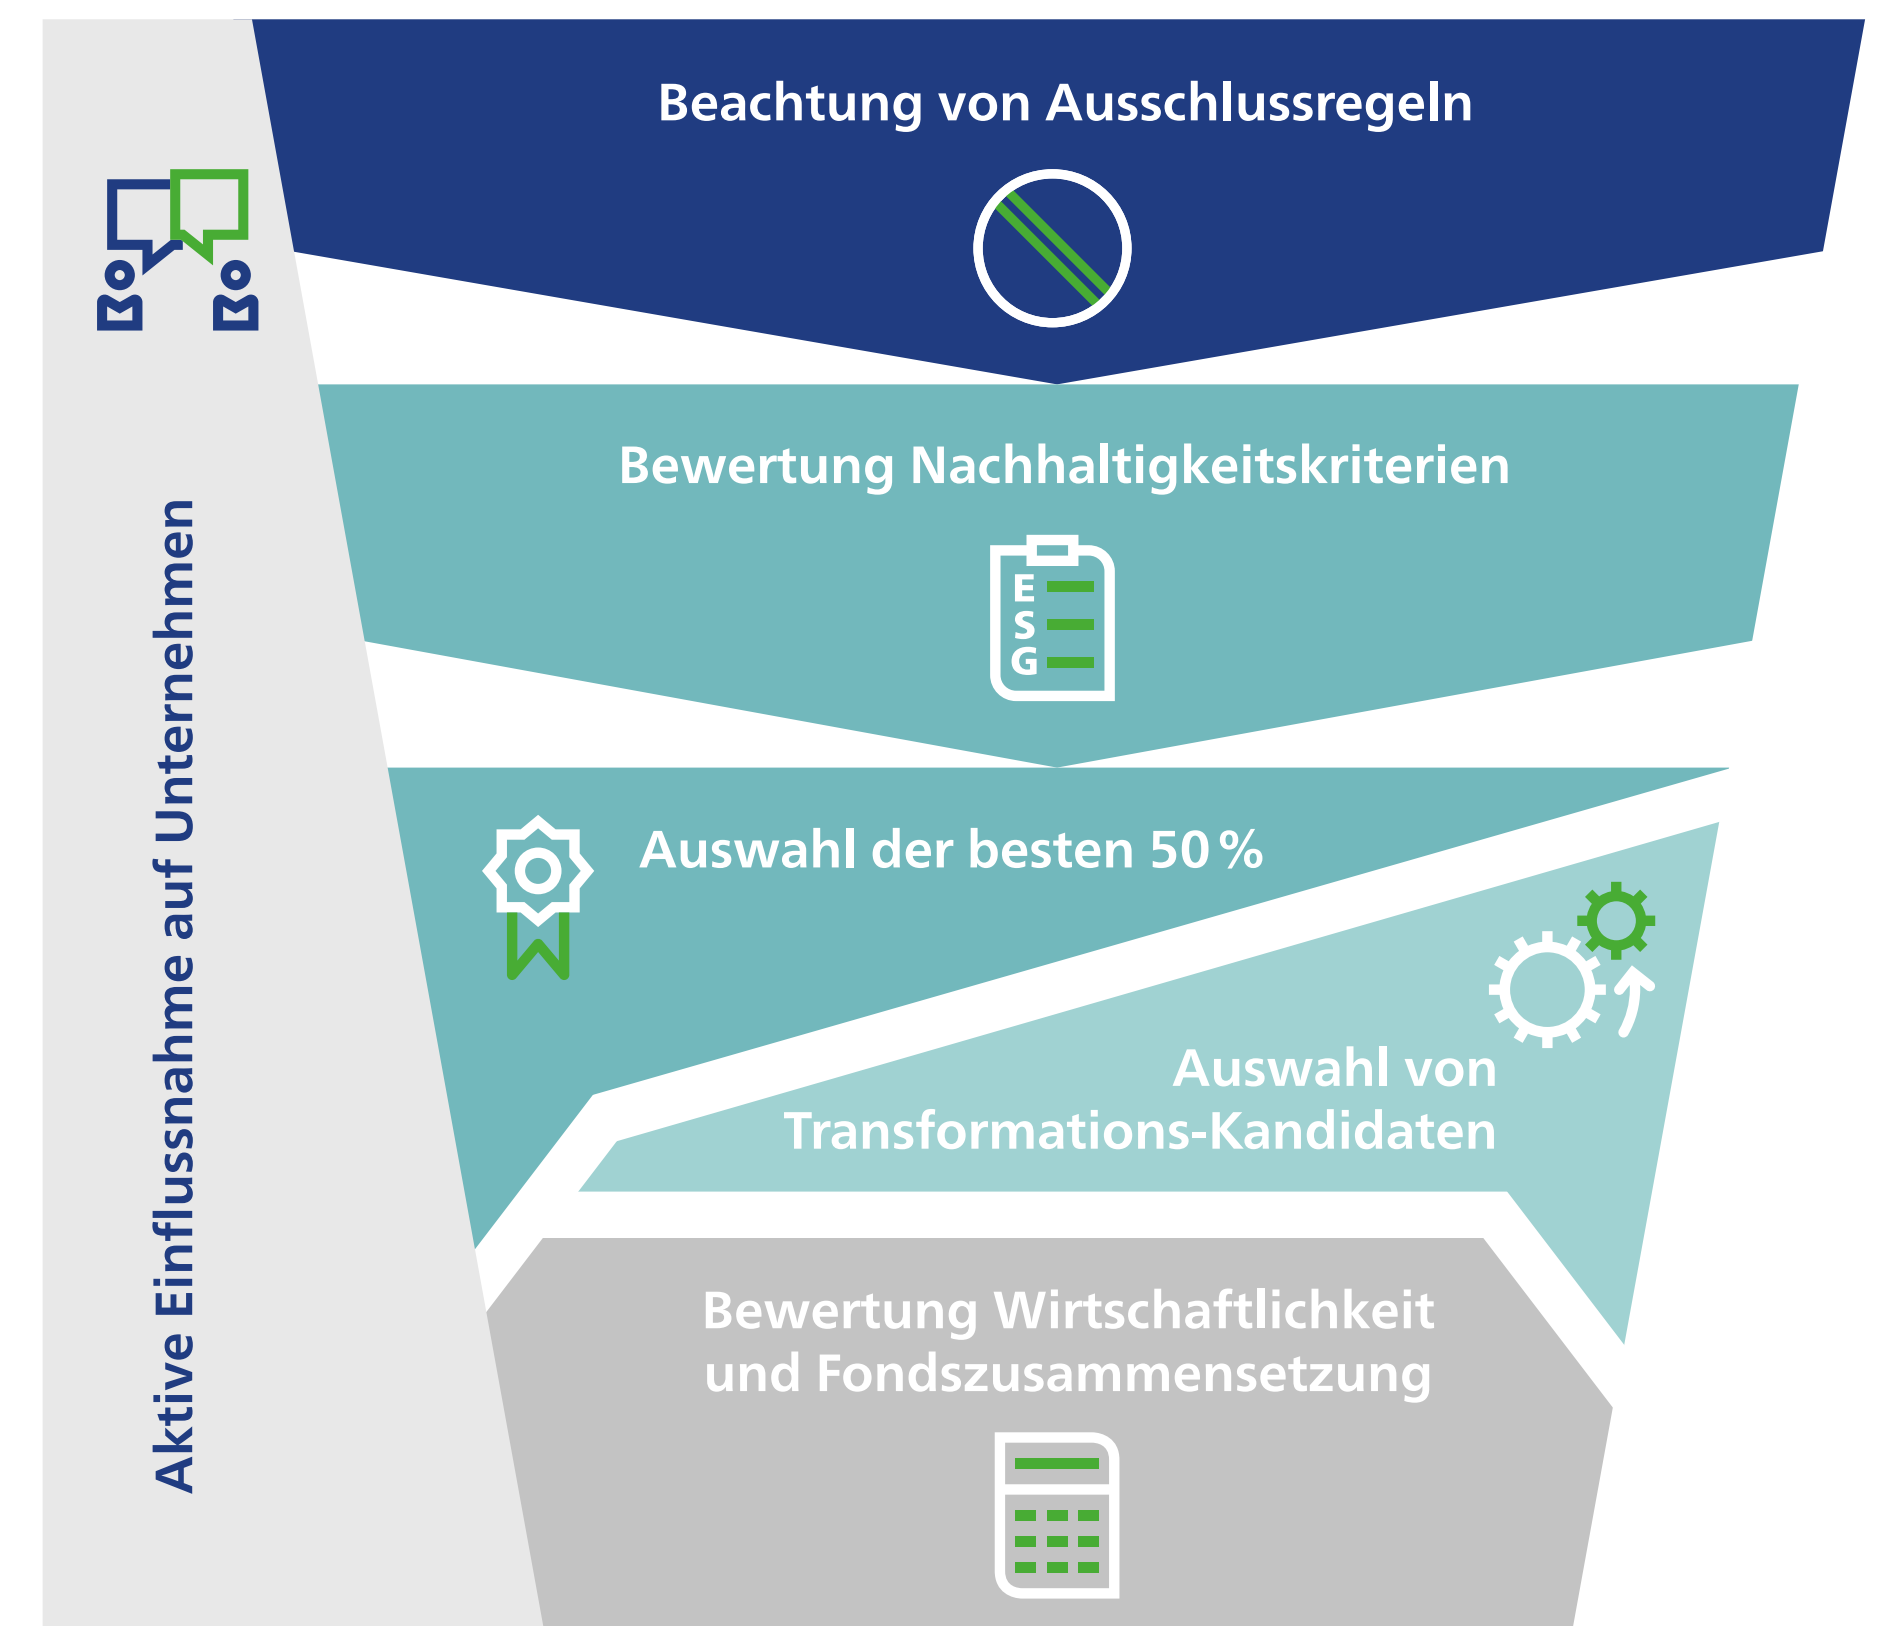 Beachtung von Ausschlussregeln
Bewertung Nachhaltigkeitskriterien
E
S
G
Auswahl der besten 50 %
Auswahl von
Transformations-Kandidaten
Bewertung Wirtschaftlichkeit
und Fondszusammensetzung
Aktive Einflussnahme auf Unternehmen